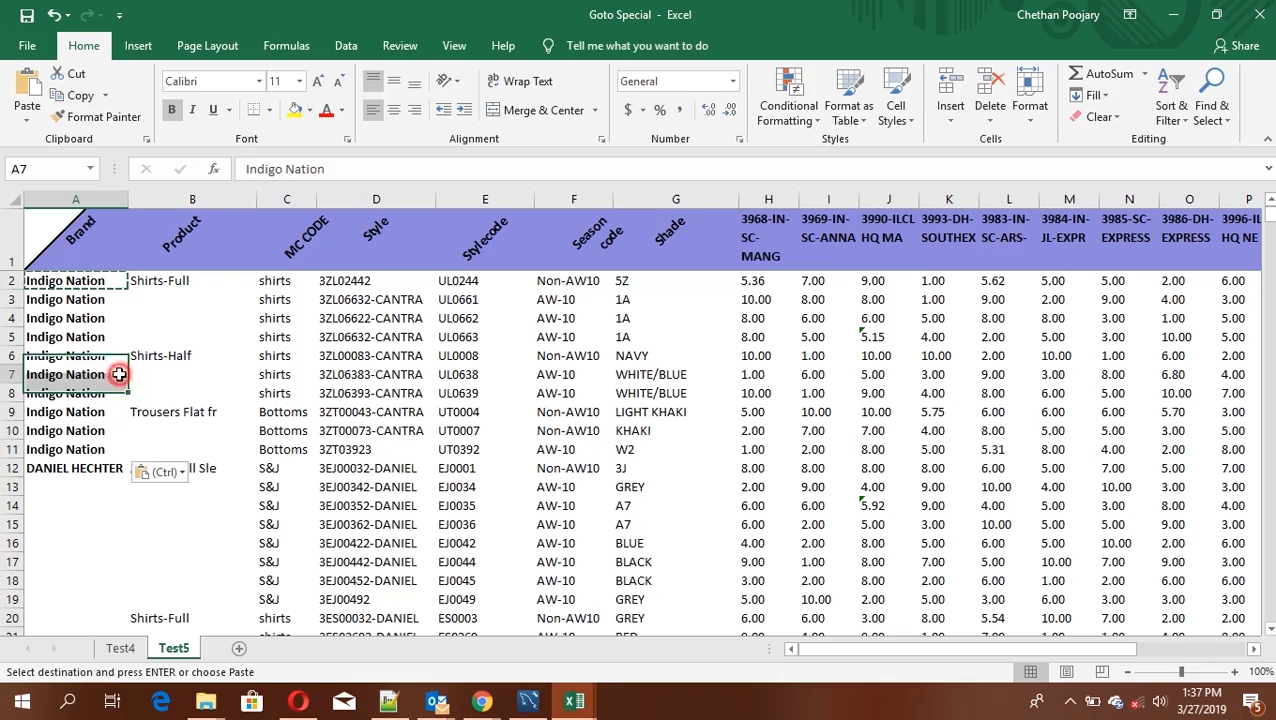 Goto Special - Excel
Chethan Poojary
File Home Insert Page Layout Formulas Data Review View Help Tell me what you want to do Share
Paste
Cut
Copy
Format Painter
Calibri 11
B I U
Wrap Text
Merge & Center
General
$ % ,
Conditional
Formatting
Format as
Table
Cell
Styles
Insert
Delete
Format
AutoSum
Fill
Clear
Sort &
Filter
Find &
Select
Clipboard Font Alignment Number Styles Cells Editing
A7 fx Indigo Nation
A B C D E F G H I J K L M N O P
1 Brand Product MC CODE Style Stylecode Season code Shade 3968-IN-SC-MANG 3969-IN-SC-ANNA 3990-ILCL HQ MA 3993-DH-SOUTHEX 3983-IN-SC-ARS- 3984-IN-JL-EXPR 3985-SC-EXPRESS 3986-DH-EXPRESS 3996-IL HQ NE
2 Indigo Nation Shirts-Full shirts 3ZL02442 UL0244 Non-AW10 5Z 5.36 7.00 9.00 1.00 5.62 5.00 5.00 2.00 6.00
3 Indigo Nation shirts 3ZL06632-CANTRA UL0661 AW-10 1A 10.00 8.00 8.00 1.00 2.00 9.00 9.00 4.00 3.00
4 Indigo Nation shirts 3ZL06622-CANTRA UL0662 AW-10 1A 8.00 6.00 6.00 5.00 8.00 8.00 3.00 1.00 5.00
5 Indigo Nation shirts 3ZL06632-CANTRA UL0663 AW-10 1A 8.00 5.00 5.15 4.00 2.00 5.00 3.00 10.00 4.00
6 Indigo Nation Shirts-Half shirts 3ZL00083-CANTRA UL0008 Non-AW10 NAVY 10.00 1.00 10.00 10.00 2.00 10.00 1.00 6.00 2.00
7 Indigo Nation shirts 3ZL06383-CANTRA UL0638 AW-10 WHITE/BLUE 1.00 6.00 5.00 3.00 9.00 3.00 3.00 6.80 4.00
8 Indigo Nation shirts 3ZL06393-CANTRA UL0639 AW-10 WHITE/BLUE 10.00 1.00 9.00 4.00 8.00 6.00 5.00 10.00 7.00
9 Indigo Nation Trousers Flat fr Bottoms 3ZT00043-CANTRA UT0004 Non-AW10 LIGHT KHAKI 5.00 10.00 10.00 5.75 6.00 6.00 6.00 5.70 3.00
10 Indigo Nation Bottoms 3ZT00073-CANTRA UT0007 Non-AW10 KHAKI 2.00 7.00 7.00 4.00 8.00 5.00 5.00 3.00 5.00
11 Indigo Nation Bottoms 3ZT03923 UT0392 AW-10 W2 6.00 1.00 8.00 5.00 5.31 8.00 4.00 2.00 8.00
12 DANIEL HECHTER ll Sle S&J 3EJ00032-DANIEL EJ0001 Non-AW10 3J 8.00 8.00 8.00 6.00 8.00 5.00 7.00 5.00 7.00
(Ctrl)
13 S&J 3EJ00342-DANIEL EJ0034 AW-10 GREY 2.00 9.00 4.00 9.00 10.00 4.00 10.00 3.00 3.00
14 S&J 3EJ00352-DANIEL EJ0035 AW-10 A7 6.00 6.00 5.92 9.00 4.00 5.00 3.00 8.00 4.00
15 S&J 3EJ00362-DANIEL EJ0036 AW-10 A7 6.00 2.00 5.00 3.00 10.00 3.00 5.00 9.00 2.00
16 S&J 3EJ00422-DANIEL EJ0042 AW-10 BLUE 4.00 2.00 8.00 5.00 6.00 5.00 10.00 2.00 2.00
17 S&J 3EJ00442-DANIEL EJ0044 AW-10 BLACK 9.00 1.00 8.00 7.00 5.00 4.00 7.00 9.00 3.00
18 S&J 3EJ00452-DANIEL EJ0045 AW-10 BLACK 3.00 2.00 8.00 2.00 6.00 1.00 2.00 6.00 7.00
19 S&J 3EJ00492 EJ0049 AW-10 GREY 5.00 10.00 2.00 5.00 3.00 6.00 3.00 3.00 3.00
20 Shirts-Full shirts 3ES00032-DANIEL ES0003 Non-AW10 GREY 6.00 6.00 3.00 8.00 5.54 10.00 7.00 2.00 2.00
Test4 Test5
Select destination and press ENTER or choose Paste
100%
1:37 PM
3/27/2019
5